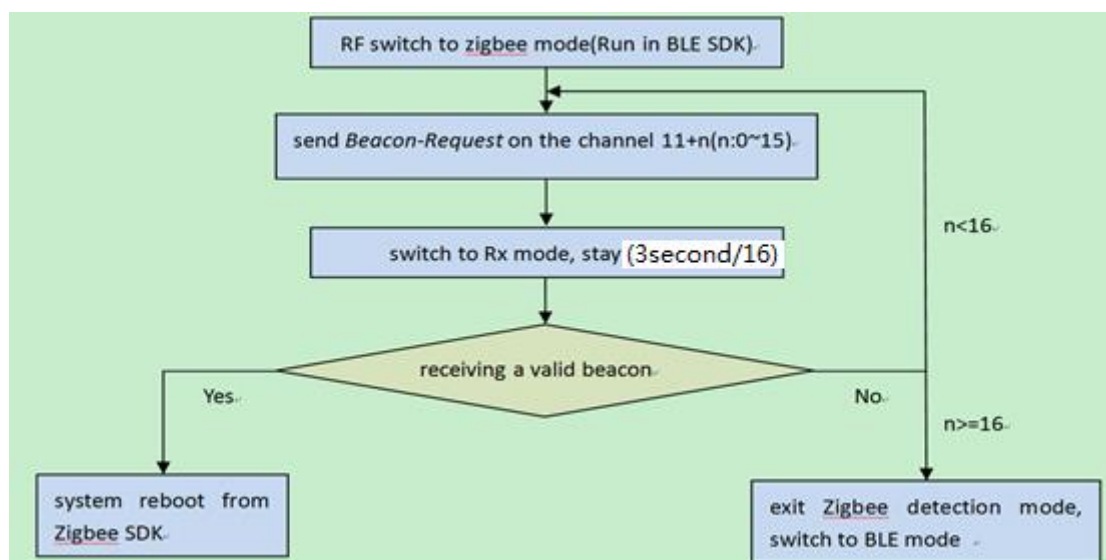 RF switch to zigbee mode(Run in BLE SDK)
send Beacon-Request on the channel 11+n(n:0~15)
n<16
switch to Rx mode, stay (3second/16)
receiving a valid beacon
Yes
No
n>=16
system reboot from
Zigbee SDK
exit Zigbee detection mode,
switch to BLE mode